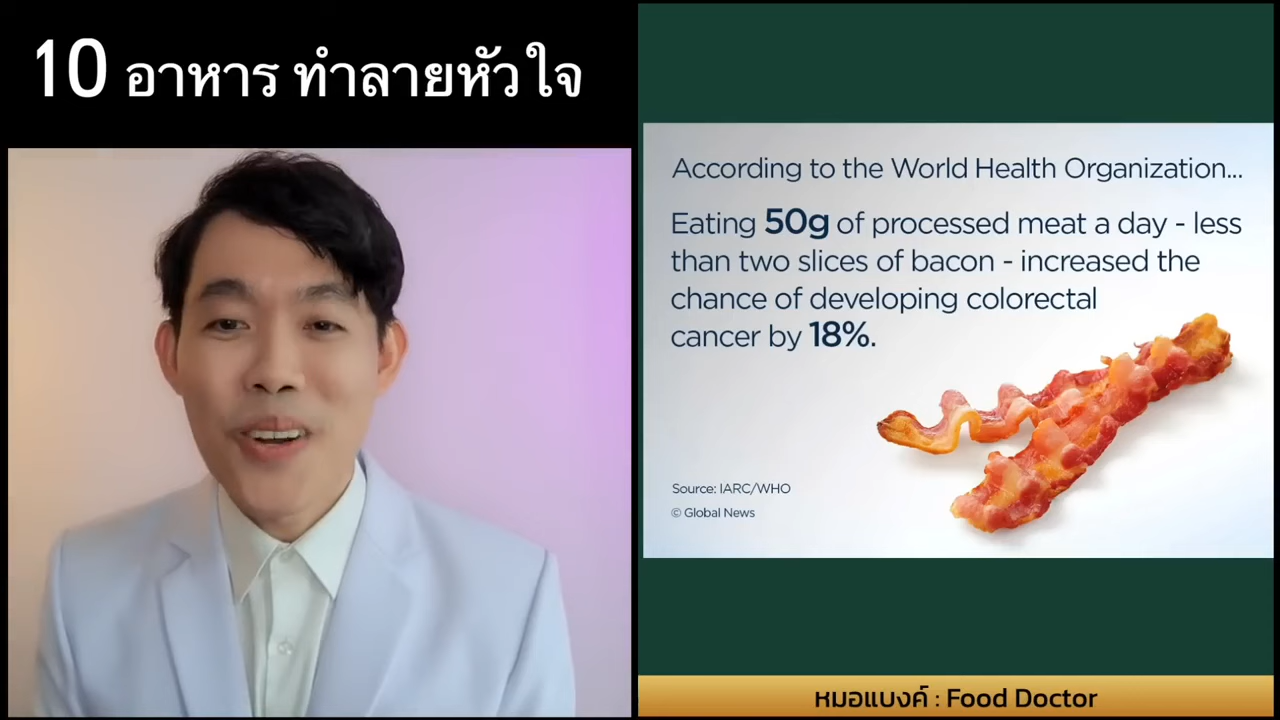 10 อาหาร ทำลายหัวใจ
According to the World Health Organization...
Eating 50g of processed meat a day - less
than two slices of bacon - increased the
chance of developing colorectal
cancer by 18%.
Source: IARC/WHO
© Global News
หมอแบงค์ : Food Doctor